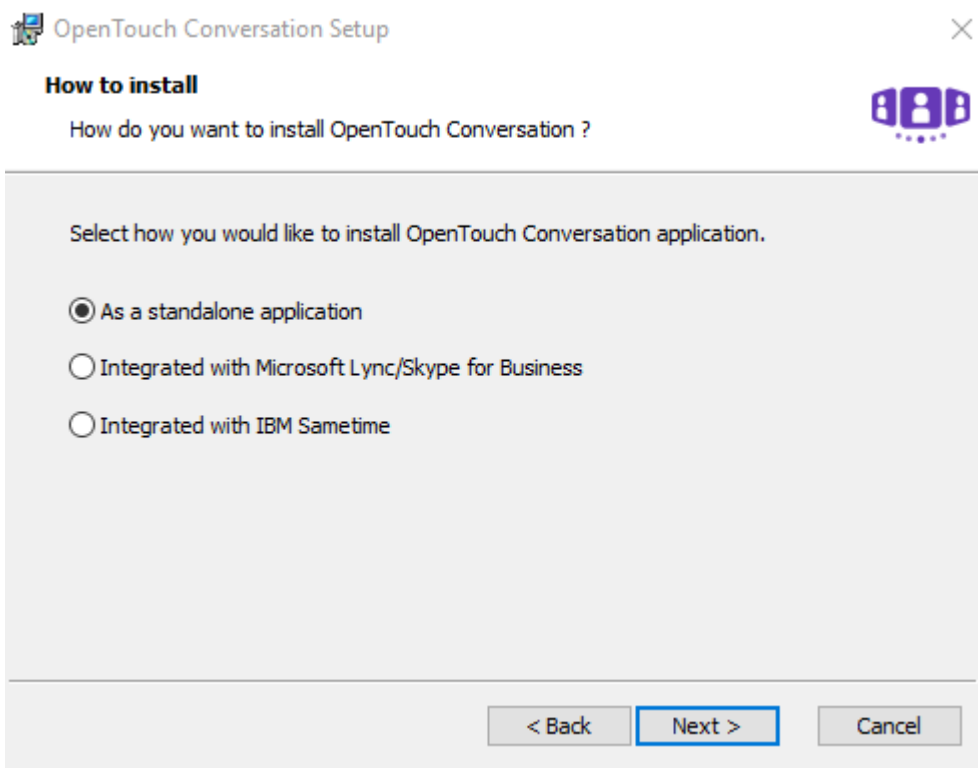 OpenTouch Conversation Setup
How to install
How do you want to install OpenTouch Conversation ?
Select how you would like to install OpenTouch Conversation application.
As a standalone application
Integrated with Microsoft Lync/Skype for Business
Integrated with IBM Sametime
< Back Next > Cancel